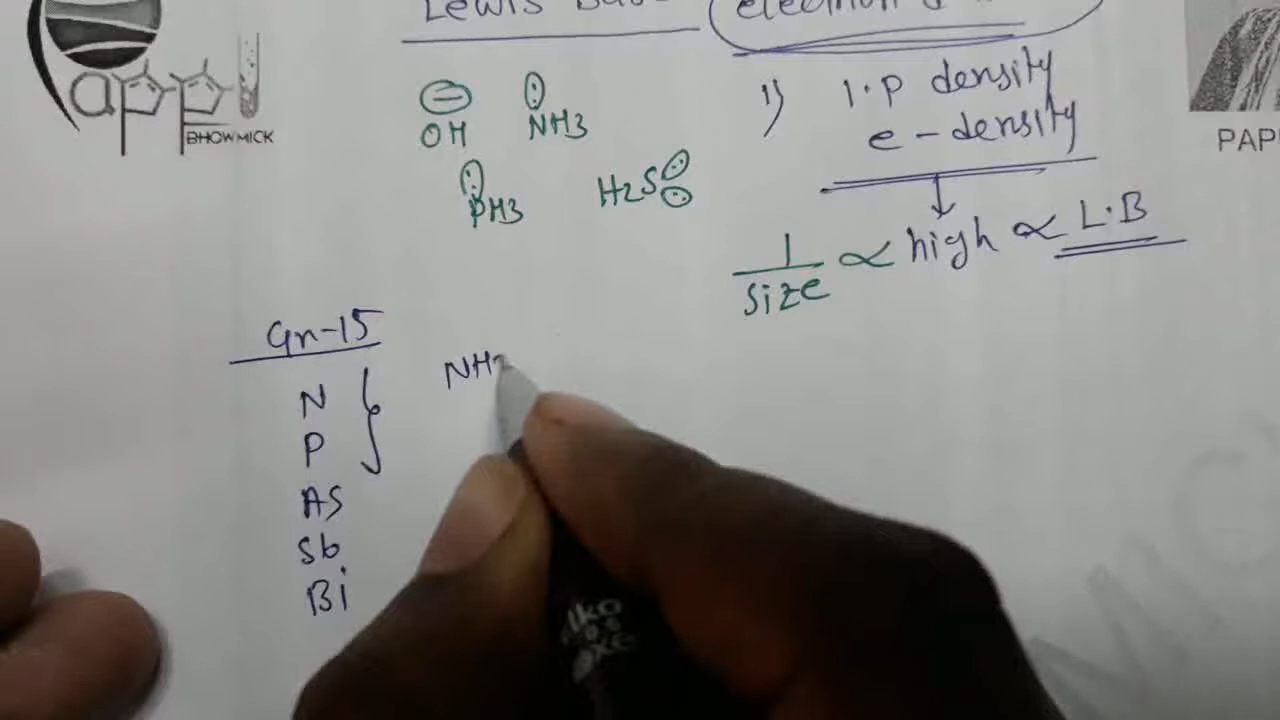 Lewis
electron
OH NH3
PH3 H2S
1) l.p density
e - density
1/size ∝ high ∝ L.B
Gr-15
N
P
AS
Sb
Bi
NH
BHOWMICK
PAP